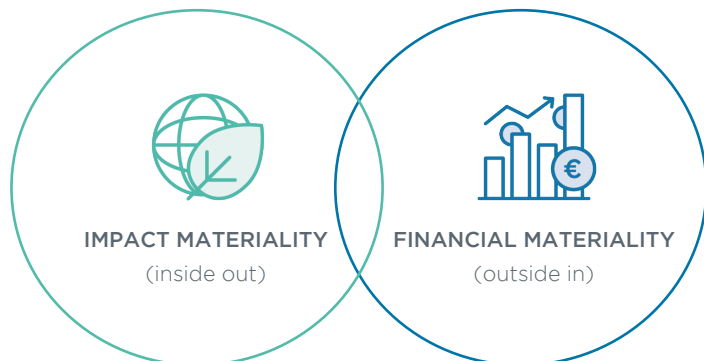 €
IMPACT MATERIALITY
(inside out)
FINANCIAL MATERIALITY
(outside in)